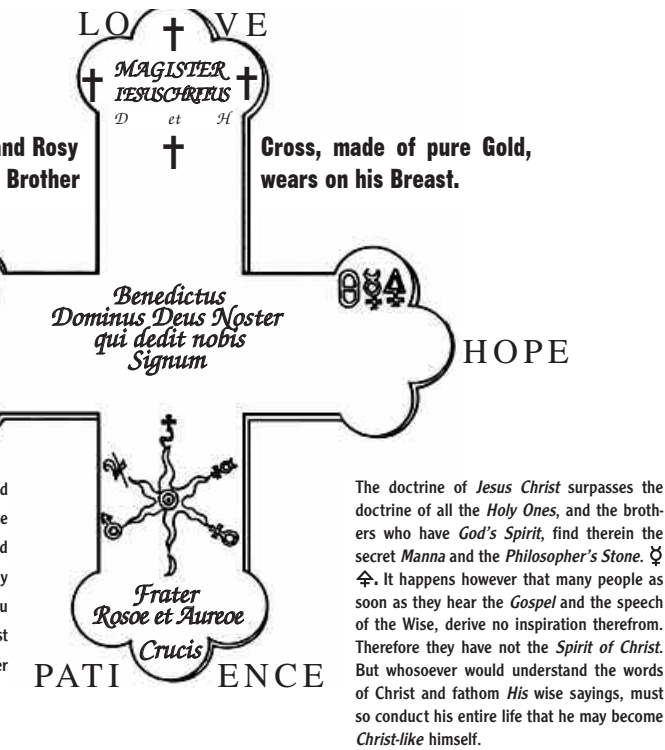 LO VE
MAGISTER
IESUSCHRITUS
D et H
and Rosy
Brother
Cross, made of pure Gold,
wears on his Breast.
Benedictus
Dominus Deus Noster
qui dedit nobis
Signum
HOPE
Frater
Rosoe et Aureoe
Crucis
PATI ENCE
The doctrine of Jesus Christ surpasses the
doctrine of all the Holy Ones, and the broth-
ers who have God's Spirit, find therein the
secret Manna and the Philosopher's Stone. ☿
🜍. It happens however that many people as
soon as they hear the Gospel and the speech
of the Wise, derive no inspiration therefrom.
Therefore they have not the Spirit of Christ.
But whosoever would understand the words
of Christ and fathom His wise sayings, must
so conduct his entire life that he may become
Christ-like himself.